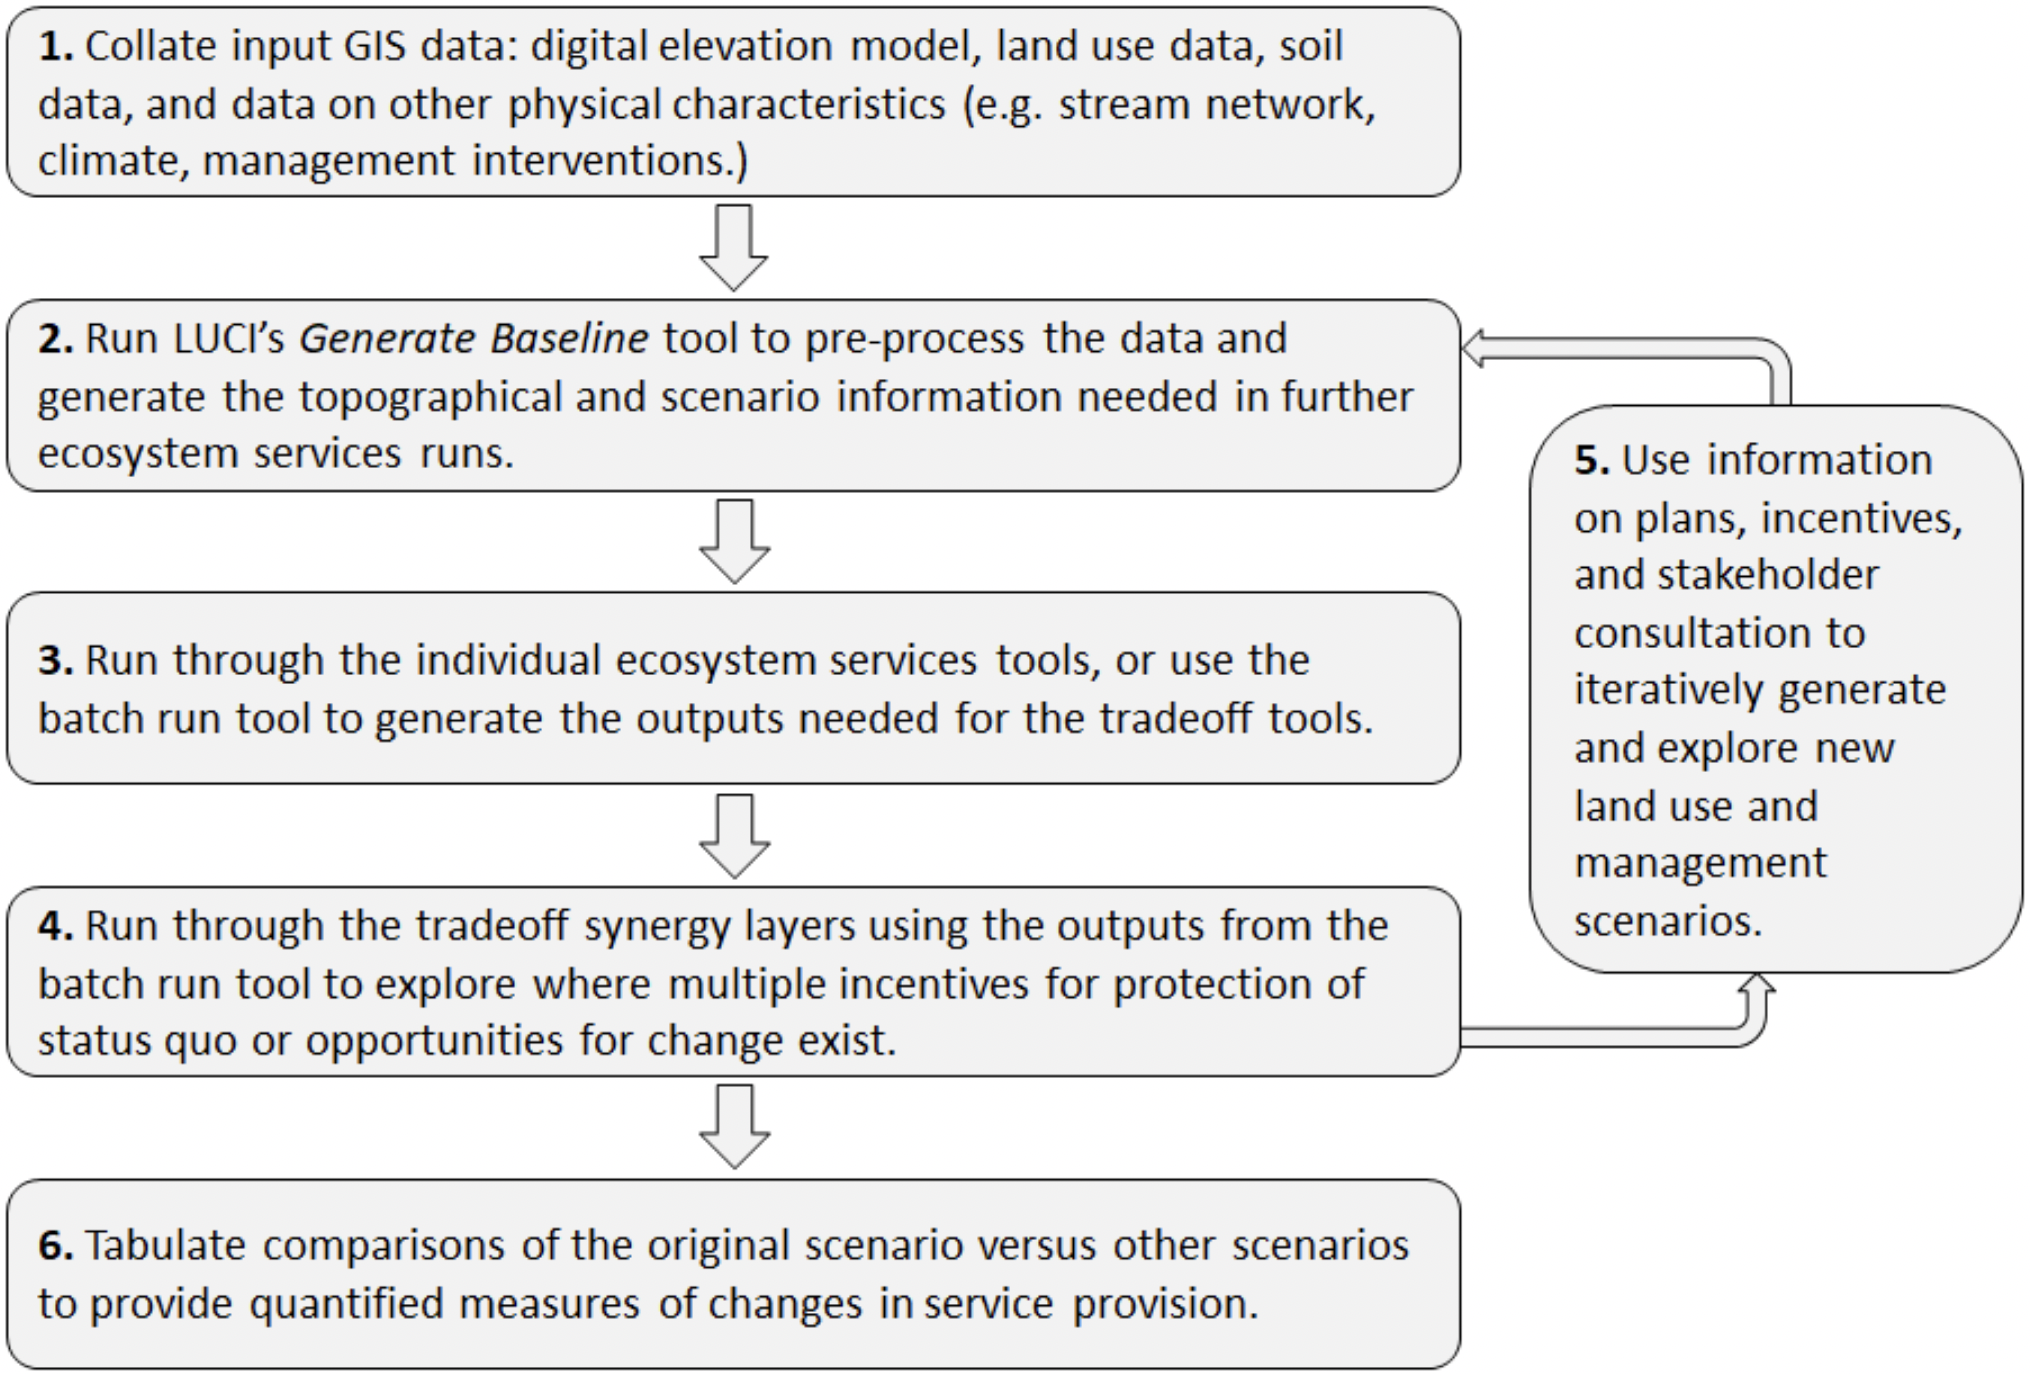 1. Collate input GIS data: digital elevation model, land use data, soil
data, and data on other physical characteristics (e.g. stream network,
climate, management interventions.)
2. Run LUCI’s Generate Baseline tool to pre-process the data and
generate the topographical and scenario information needed in further
ecosystem services runs.
3. Run through the individual ecosystem services tools, or use the
batch run tool to generate the outputs needed for the tradeoff tools.
4. Run through the tradeoff synergy layers using the outputs from the
batch run tool to explore where multiple incentives for protection of
status quo or opportunities for change exist.
5. Use information
on plans, incentives,
and stakeholder
consultation to
iteratively generate
and explore new
land use and
management
scenarios.
6. Tabulate comparisons of the original scenario versus other scenarios
to provide quantified measures of changes in service provision.